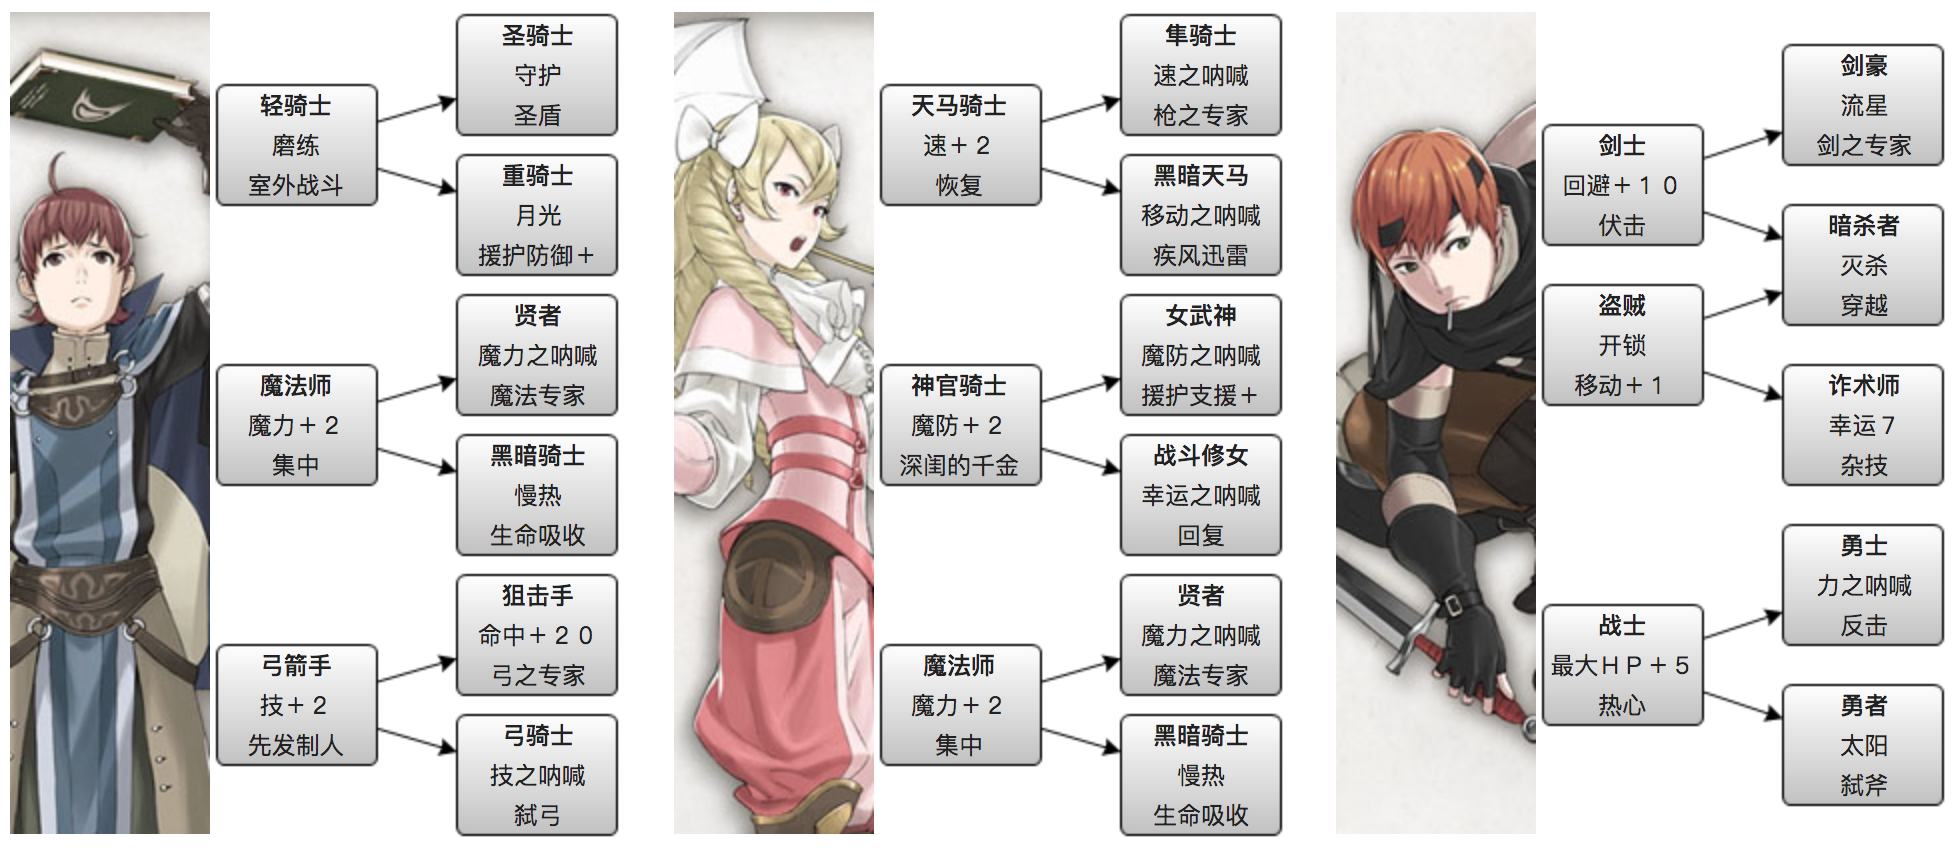 轻骑士
磨练
室外战斗
圣骑士
守护
圣盾
重骑士
月光
援护防御＋
魔法师
魔力＋２
集中
贤者
魔力之呐喊
魔法专家
黑暗骑士
慢热
生命吸收
弓箭手
技＋２
先发制人
狙击手
命中＋２０
弓之专家
弓骑士
技之呐喊
弑弓
天马骑士
速＋２
恢复
隼骑士
速之呐喊
枪之专家
黑暗天马
移动之呐喊
疾风迅雷
神官骑士
魔防＋２
深闺的千金
女武神
魔防之呐喊
援护支援＋
战斗修女
幸运之呐喊
回复
魔法师
魔力＋２
集中
贤者
魔力之呐喊
魔法专家
黑暗骑士
慢热
生命吸收
剑士
回避＋１０
伏击
剑豪
流星
剑之专家
暗杀者
灭杀
穿越
盗贼
开锁
移动＋１
诈术师
幸运７
杂技
战士
最大ＨＰ＋５
热心
勇士
力之呐喊
反击
勇者
太阳
弑斧